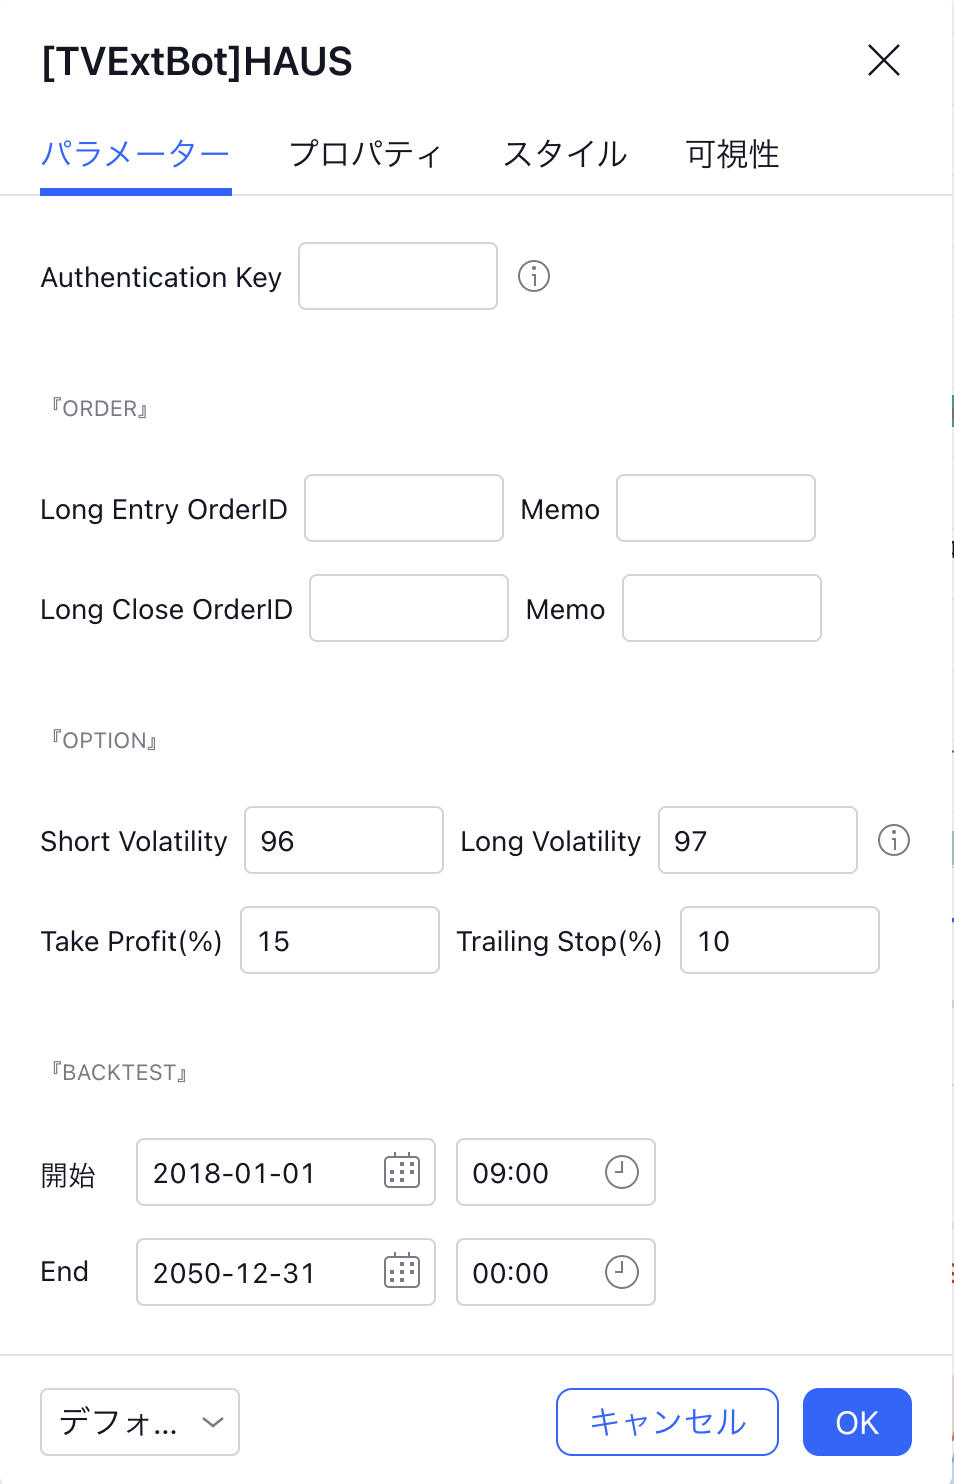 [TVExtBot]HAUS
パラメーター プロパティ スタイル 可視性
Authentication Key
『ORDER』
Long Entry OrderID Memo
Long Close OrderID Memo
『OPTION』
Short Volatility 96 Long Volatility 97
Take Profit(%) 15 Trailing Stop(%) 10
『BACKTEST』
開始 2018-01-01 09:00
End 2050-12-31 00:00
デフォ... キャンセル OK